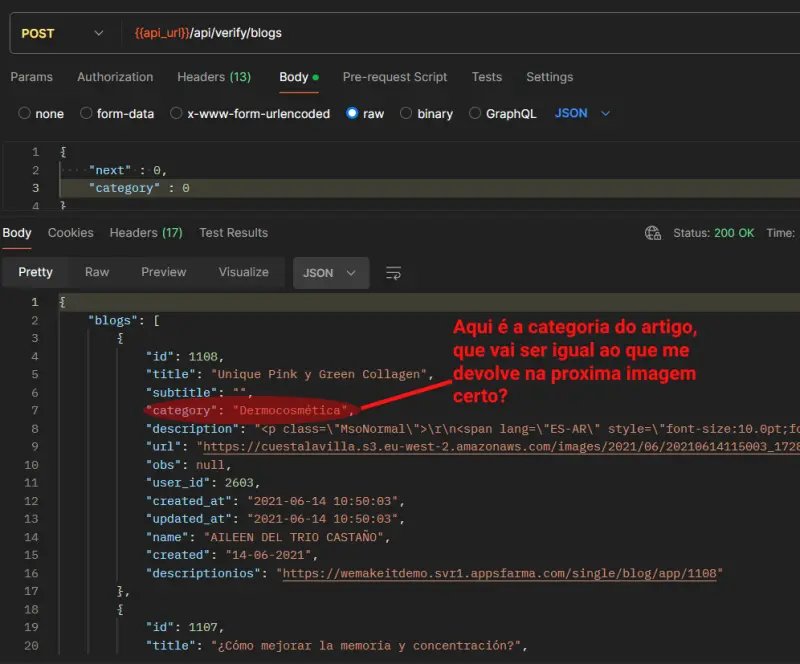 POST {{api_url}}/api/verify/blogs
Params Authorization Headers (13) Body Pre-request Script Tests Settings
none form-data x-www-form-urlencoded raw binary GraphQL JSON
1 {
2 "next" : 0,
3 "category" : 0
4 }
Body Cookies Headers (17) Test Results Status: 200 OK Time:
Pretty Raw Preview Visualize JSON
1 {
2 "blogs": [
3 {
4 "id": 1108,
5 "title": "Unique Pink y Green Collagen",
6 "subtitle": "",
7 "category": "Dermocosmética",
8 "description": "<p class=\"MsoNormal\">\r\n<span lang=\"ES-AR\" style=\"font-size:10.0pt;fo
9 "url": "https://cuestalavilla.s3.eu-west-2.amazonaws.com/images/2021/06/20210614115003_1728
10 "obs": null,
11 "user_id": 2603,
12 "created_at": "2021-06-14 10:50:03",
13 "updated_at": "2021-06-14 10:50:03",
14 "name": "AILEEN DEL TRIO CASTAÑO",
15 "created": "14-06-2021",
16 "descriptionios": "https://wemakeitdemo.svr1.appsfarma.com/single/blog/app/1108"
17 },
18 {
19 "id": 1107,
20 "title": "¿Cómo mejorar la memoria y concentración?",
Aqui é a categoria do artigo,
que vai ser igual ao que me
devolve na proxima imagem
certo?